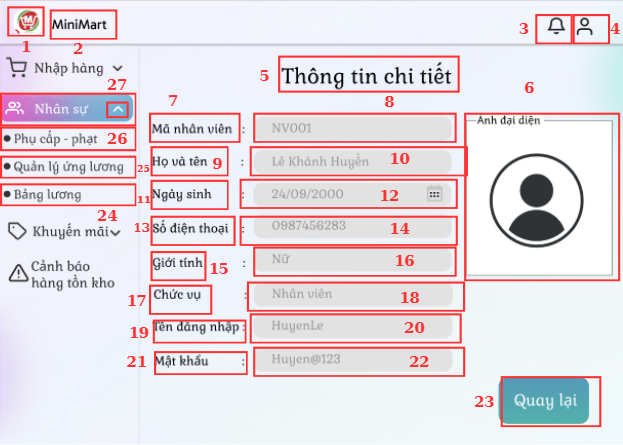 MiniMart
1
2
3
4
Nhập hàng
5
Thông tin chi tiết
6
27
Nhân sự
7
8
Mã nhân viên : NV001
Ảnh đại diện
26
Phụ cấp - phạt
Quản lý ứng lương
25
Họ và tên 9 : Lê Khánh Huyền 10
Bảng lương
11
Ngày sinh : 24/09/2000 12
24
Khuyến mãi
13
Số điện thoại : 0987456283 14
Cảnh báo
hàng tồn kho
Giới tính 15 : Nữ 16
17
Chức vụ : Nhân viên 18
19
Tên đăng nhập : HuyenLe 20
21
Mật khẩu : Huyen@123 22
23
Quay lại